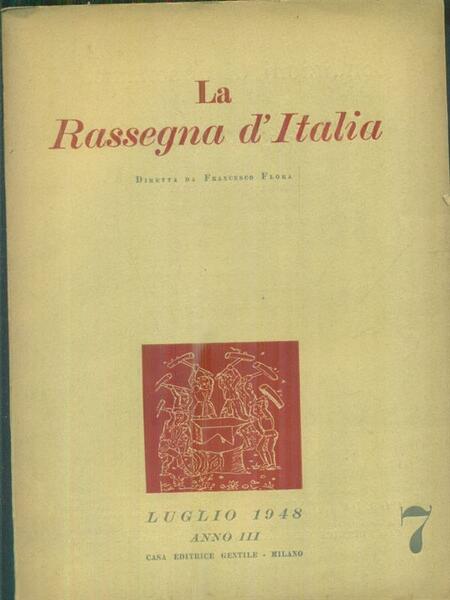 La
Rassegna d'Italia
Diretta da Francesco Flora
LUGLIO 1948
ANNO III
7
CASA EDITRICE GENTILE - MILANO